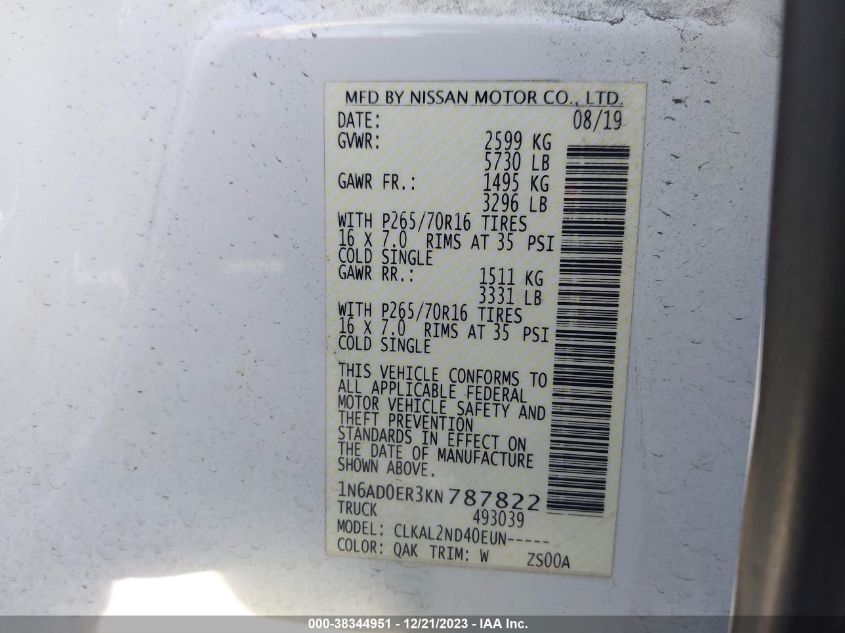 MFD BY NISSAN MOTOR CO., LTD.
DATE: 08/19
GVWR: 2599 KG
5730 LB
GAWR FR.: 1495 KG
3296 LB
WITH P265/70R16 TIRES
16 X 7.0 RIMS AT 35 PSI
COLD SINGLE
GAWR RR.: 1511 KG
3331 LB
WITH P265/70R16 TIRES
16 X 7.0 RIMS AT 35 PSI
COLD SINGLE
THIS VEHICLE CONFORMS TO
ALL APPLICABLE FEDERAL
MOTOR VEHICLE SAFETY AND
THEFT PREVENTION
STANDARDS IN EFFECT ON
THE DATE OF MANUFACTURE
SHOWN ABOVE.
1N6AD0ER3KN787822
TRUCK 493039
MODEL: CLKAL2ND40EUN-----
COLOR: QAK TRIM: W ZS00A
000-38344951 - 12/21/2023 - IAA Inc.